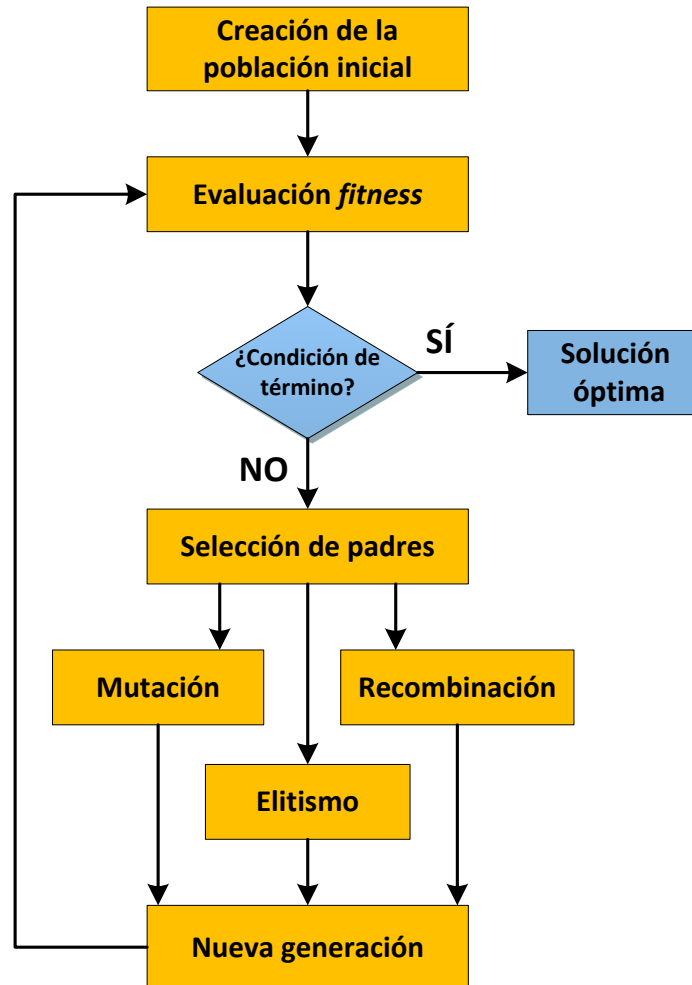 Creación de la
población inicial
Evaluación fitness
¿Condición de
término?
SÍ
Solución
óptima
NO
Selección de padres
Mutación
Recombinación
Elitismo
Nueva generación